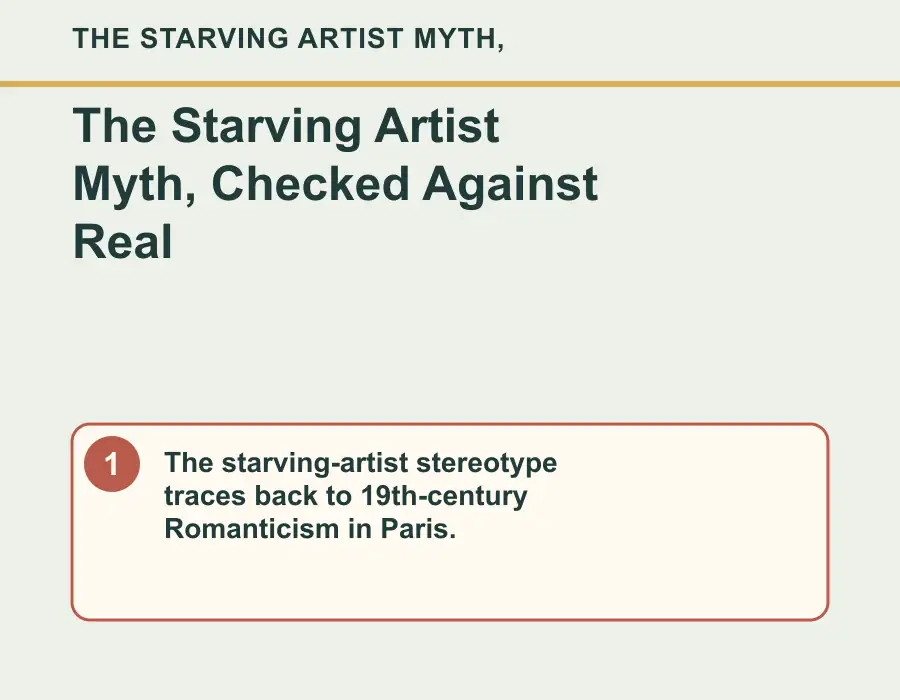 THE STARVING ARTIST MYTH,
The Starving Artist
Myth, Checked Against
Real
1
The starving-artist stereotype
traces back to 19th-century
Romanticism in Paris.